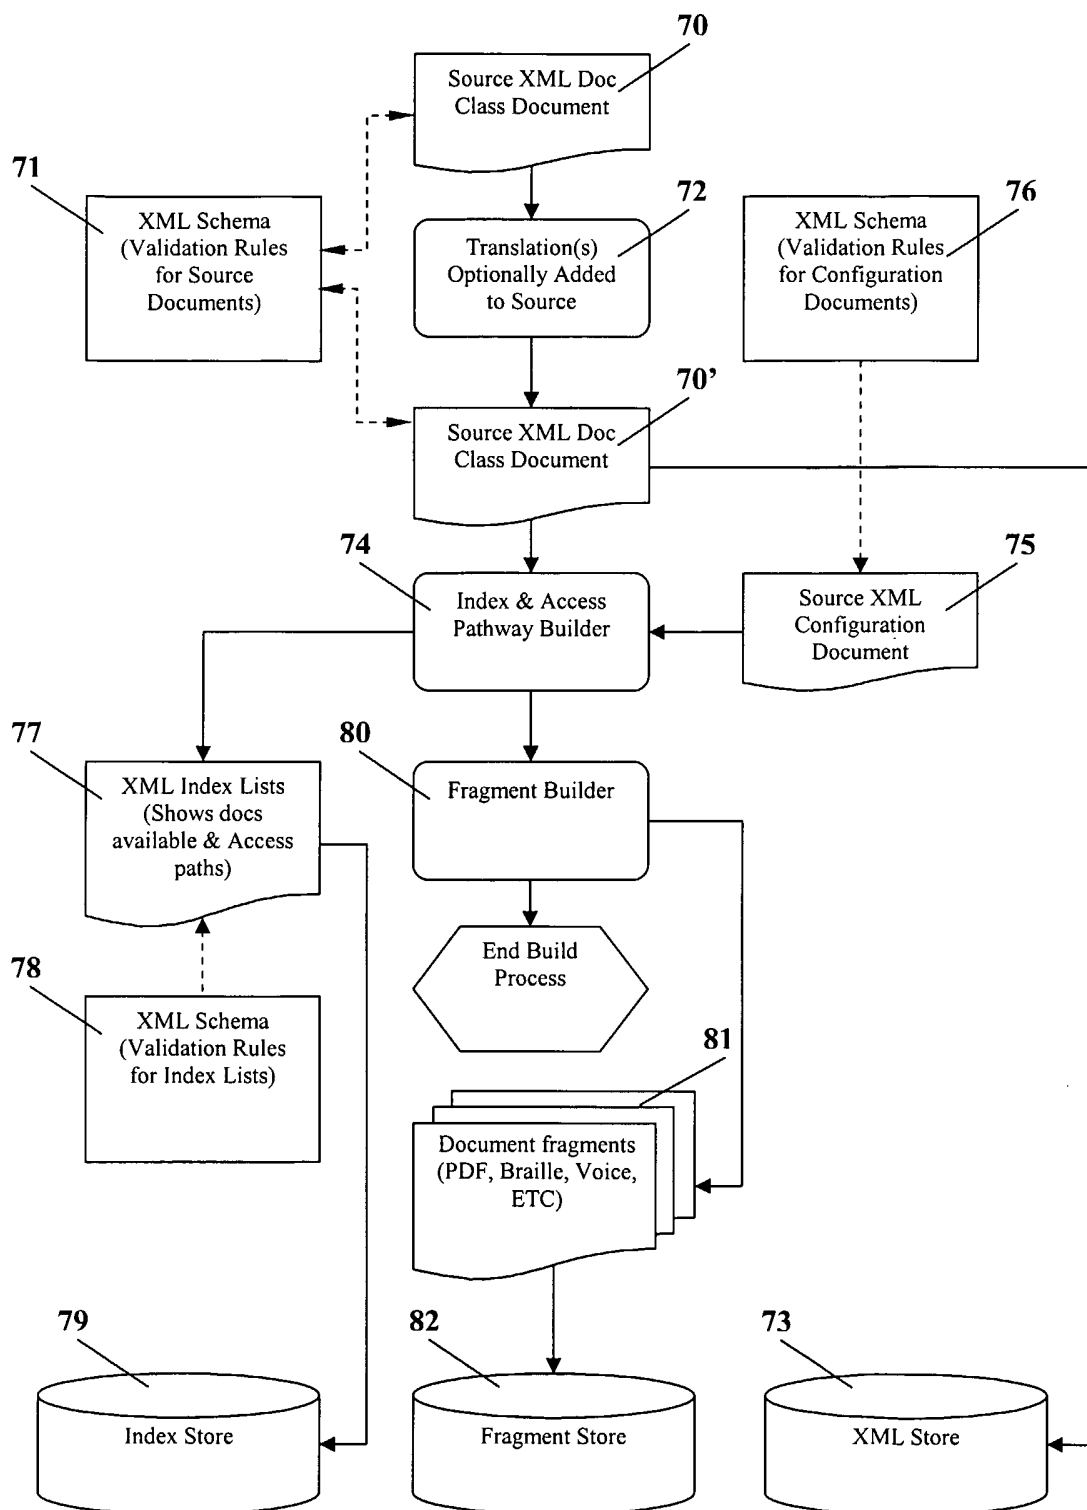 70
Source XML Doc
Class Document
71
XML Schema
(Validation Rules
for Source
Documents)
72
Translation(s)
Optionally Added
to Source
76
XML Schema
(Validation Rules
for Configuration
Documents)
70’
Source XML Doc
Class Document
74
Index & Access
Pathway Builder
75
Source XML
Configuration
Document
77
XML Index Lists
(Shows docs
available & Access
paths)
80
Fragment Builder
End Build
Process
78
XML Schema
(Validation Rules
for Index Lists)
81
Document fragments
(PDF, Braille, Voice,
ETC)
79
Index Store
82
Fragment Store
73
XML Store